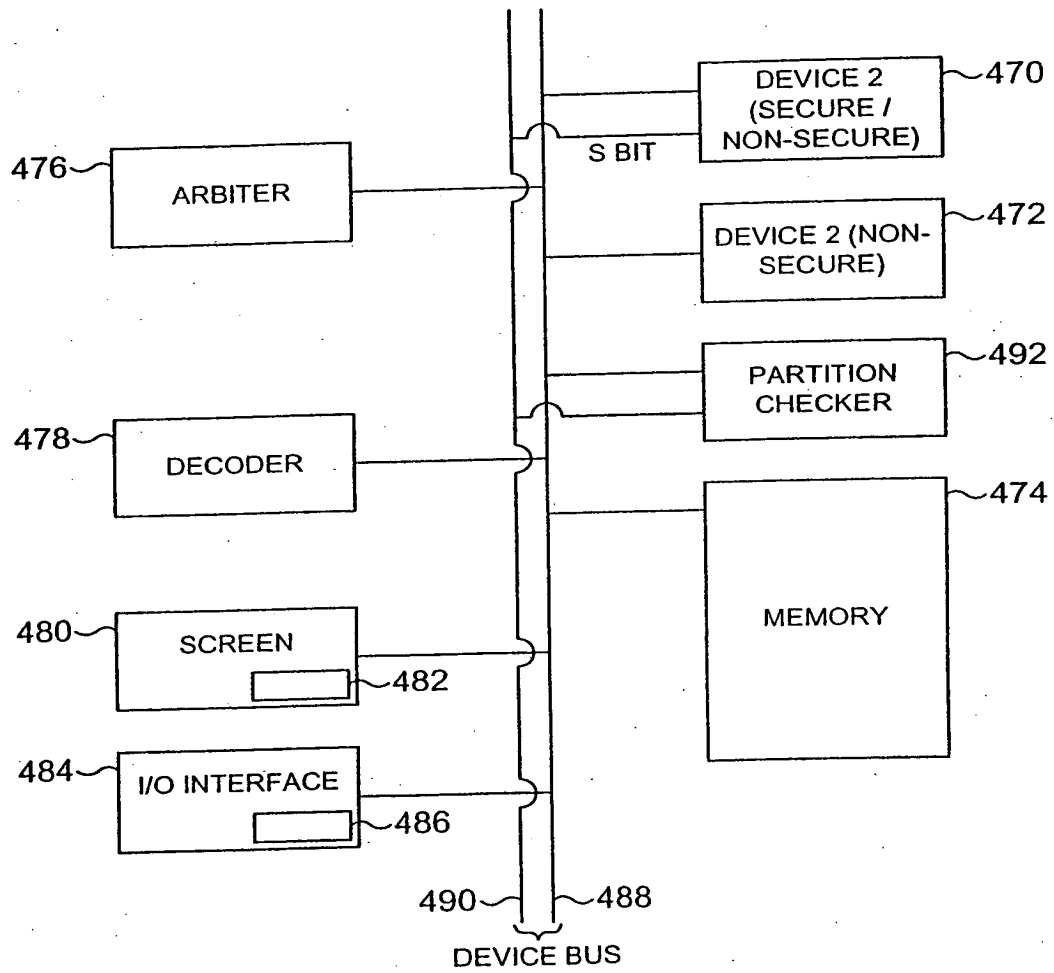 DEVICE 2
(SECURE /
NON-SECURE)
470
S BIT
476
ARBITER
DEVICE 2 (NON-
SECURE)
472
PARTITION
CHECKER
492
478
DECODER
474
MEMORY
480
SCREEN
482
484
I/O INTERFACE
486
490
488
DEVICE BUS